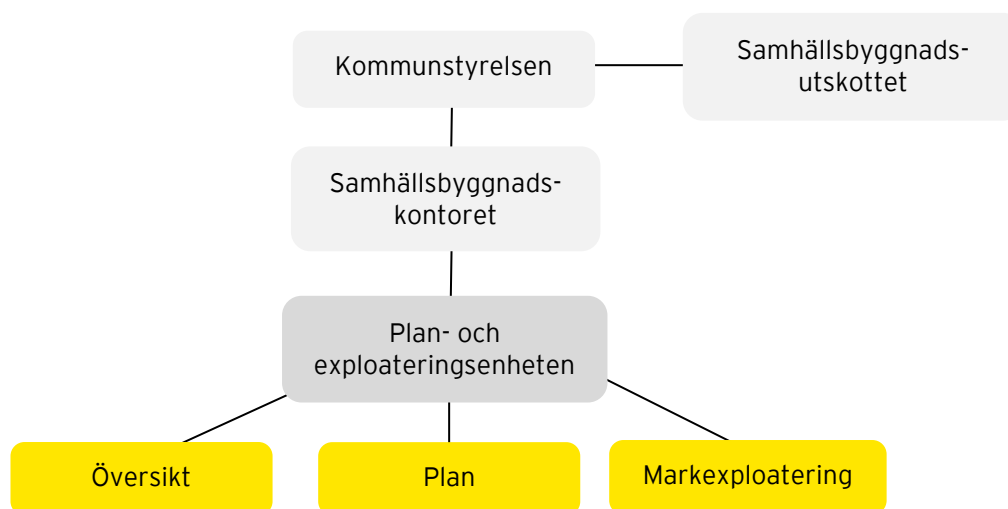 Kommunstyrelsen
Samhällsbyggnads-
utskottet
Samhällsbyggnads-
kontoret
Plan- och
exploateringsenheten
Översikt
Plan
Markexploatering